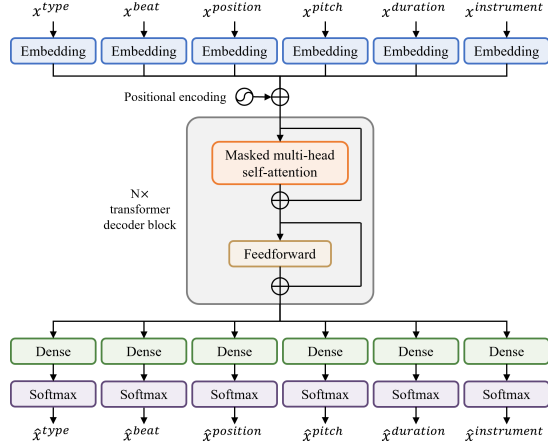 x^type x^beat x^position x^pitch x^duration x^instrument
Embedding Embedding Embedding Embedding Embedding Embedding
Positional encoding
Masked multi-head
self-attention
N×
transformer
decoder block
Feedforward
Dense Dense Dense Dense Dense Dense
Softmax Softmax Softmax Softmax Softmax Softmax
x̂^type x̂^beat x̂^position x̂^pitch x̂^duration x̂^instrument